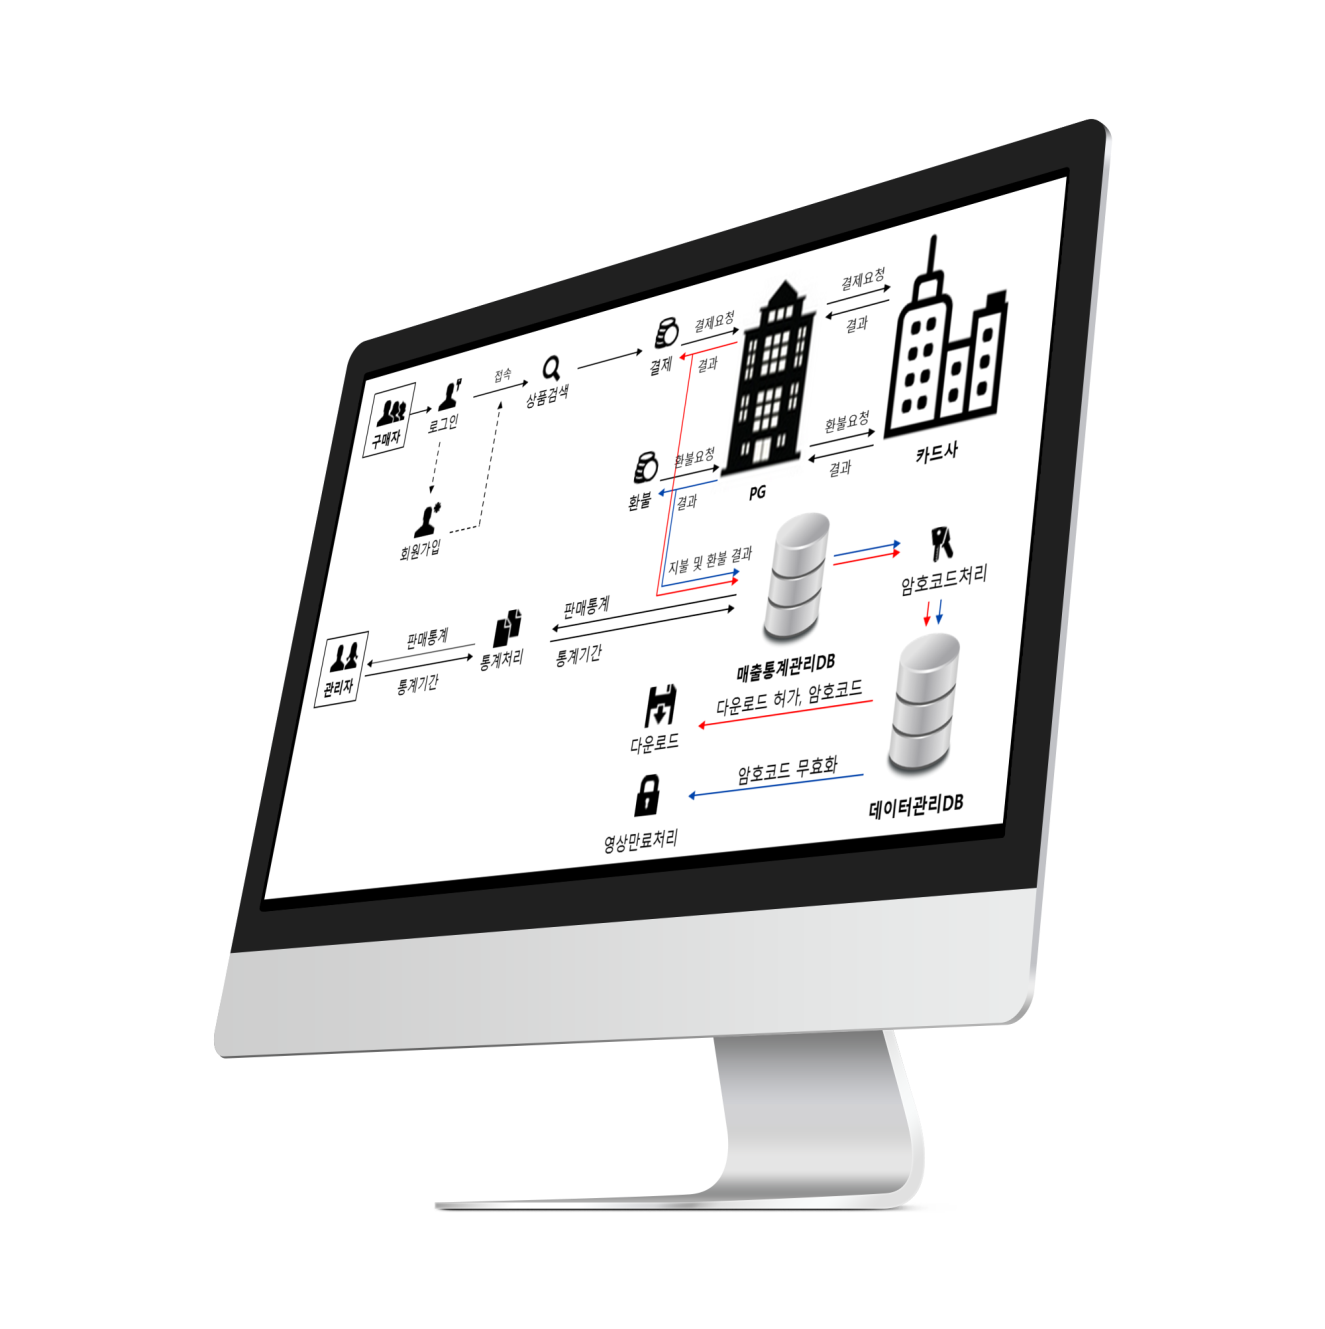 결제요청
결과
결제요청
결제
결과
접속
상품검색
구매자
로그인
환불요청
결과
카드사
환불요청
환불
결과
PG
회원가입
지불 및 환불 결과
암호코드처리
판매통계
통계기간
판매통계
통계처리
통계기간
관리자
매출통계관리DB
다운로드 허가, 암호코드
다운로드
암호코드 무효화
데이터관리DB
영상만료처리